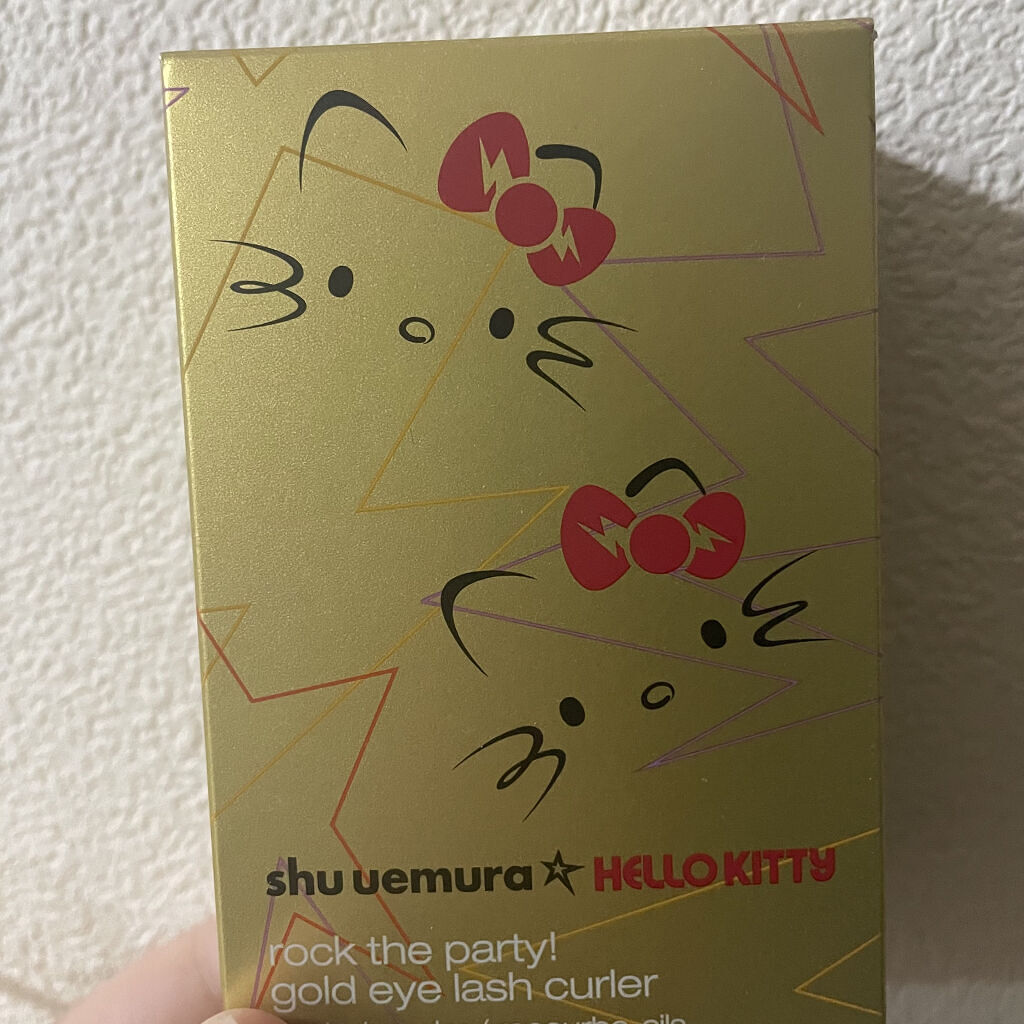 shu uemura ☆ HELLO KITTY
rock the party!
gold eye lash curler